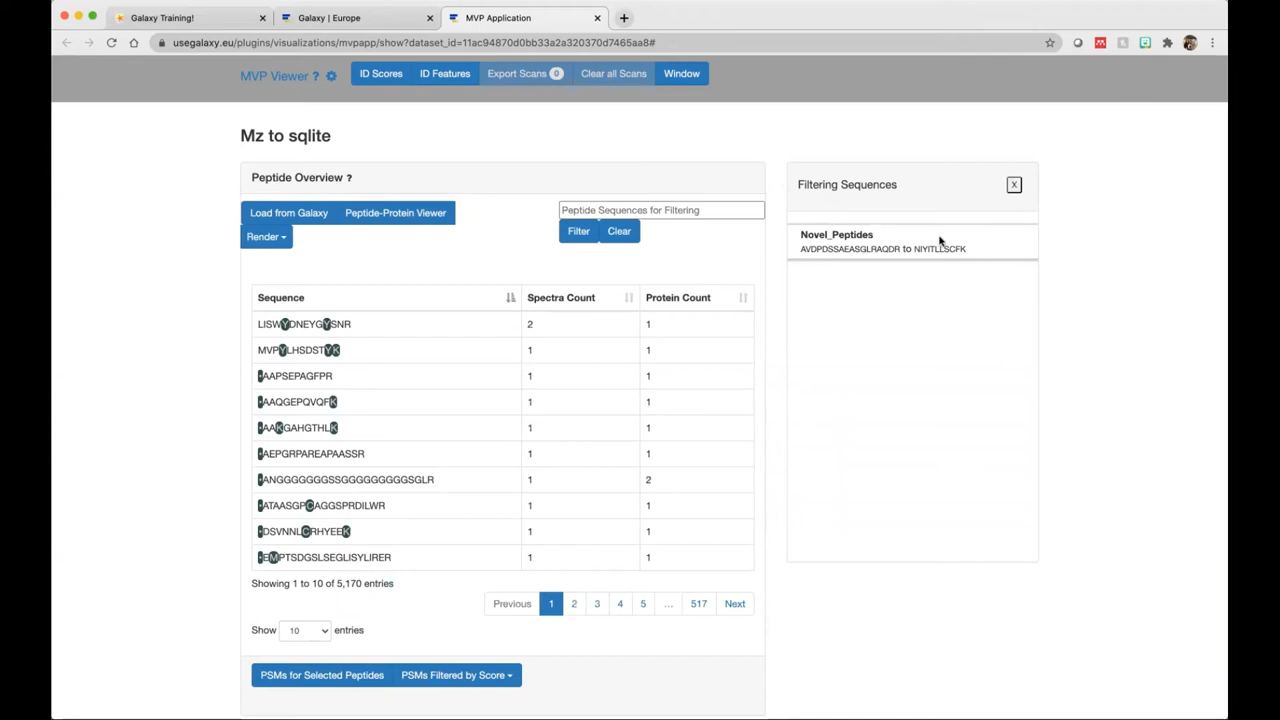 Galaxy Training!
Galaxy | Europe
MVP Application
usegalaxy.eu/plugins/visualizations/mvpapp/show?dataset_id=11ac94870d0bb33a2a320370d7465aa8#
MVP Viewer ?
ID Scores
ID Features
Export Scans 0
Clear all Scans
Window
Mz to sqlite
Peptide Overview ?
Load from Galaxy
Peptide-Protein Viewer
Render
Peptide Sequences for Filtering
Filter
Clear
Filtering Sequences
X
Novel_Peptides
AVDPDSSAEASGLRAQDR to NIYITLLSCFK
Sequence Spectra Count Protein Count
LISWYDNEYGYSNR 2 1
MVPYLHSDSTYK 1 1
AAPSEPAGFPR 1 1
AAQGEPQVQFK 1 1
AAKGAHGTHLK 1 1
AEPGRPAREAPAASSR 1 1
ANGGGGGGGSSGGGGGGGGGSGLR 1 2
ATAASGPCAGGSPRDILWR 1 1
DSVNNLCRHYEEK 1 1
EMPTSDGSLSEGLISYLIRER 1 1
Showing 1 to 10 of 5,170 entries
Previous 1 2 3 4 5 … 517 Next
Show 10 entries
PSMs for Selected Peptides
PSMs Filtered by Score